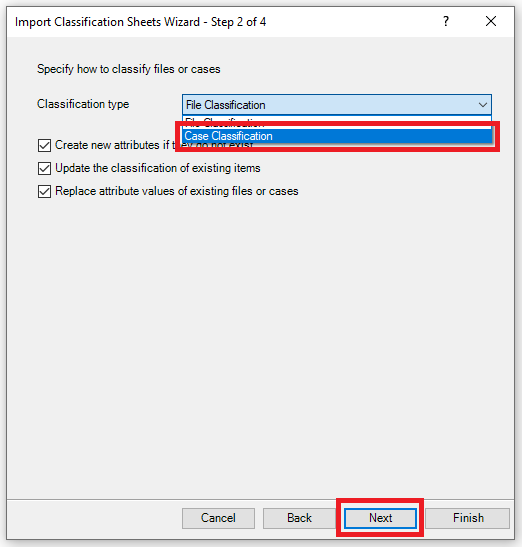 Import Classification Sheets Wizard - Step 2 of 4 ?
Specify how to classify files or cases
Classification type File Classification
File Classification
Case Classification
Create new attributes if they do not exist
Update the classification of existing items
Replace attribute values of existing files or cases
Cancel Back Next Finish